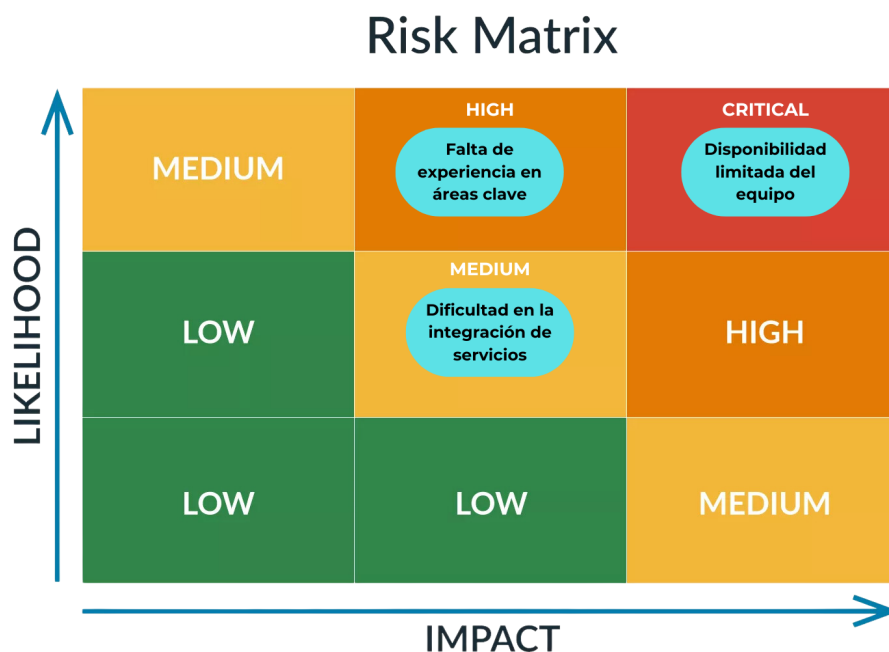 Risk Matrix
MEDIUM
HIGH
Falta de
experiencia en
áreas clave
CRITICAL
Disponibilidad
limitada del
equipo
LIKELIHOOD
LOW
MEDIUM
Dificultad en la
integración de
servicios
HIGH
LOW
LOW
MEDIUM
IMPACT